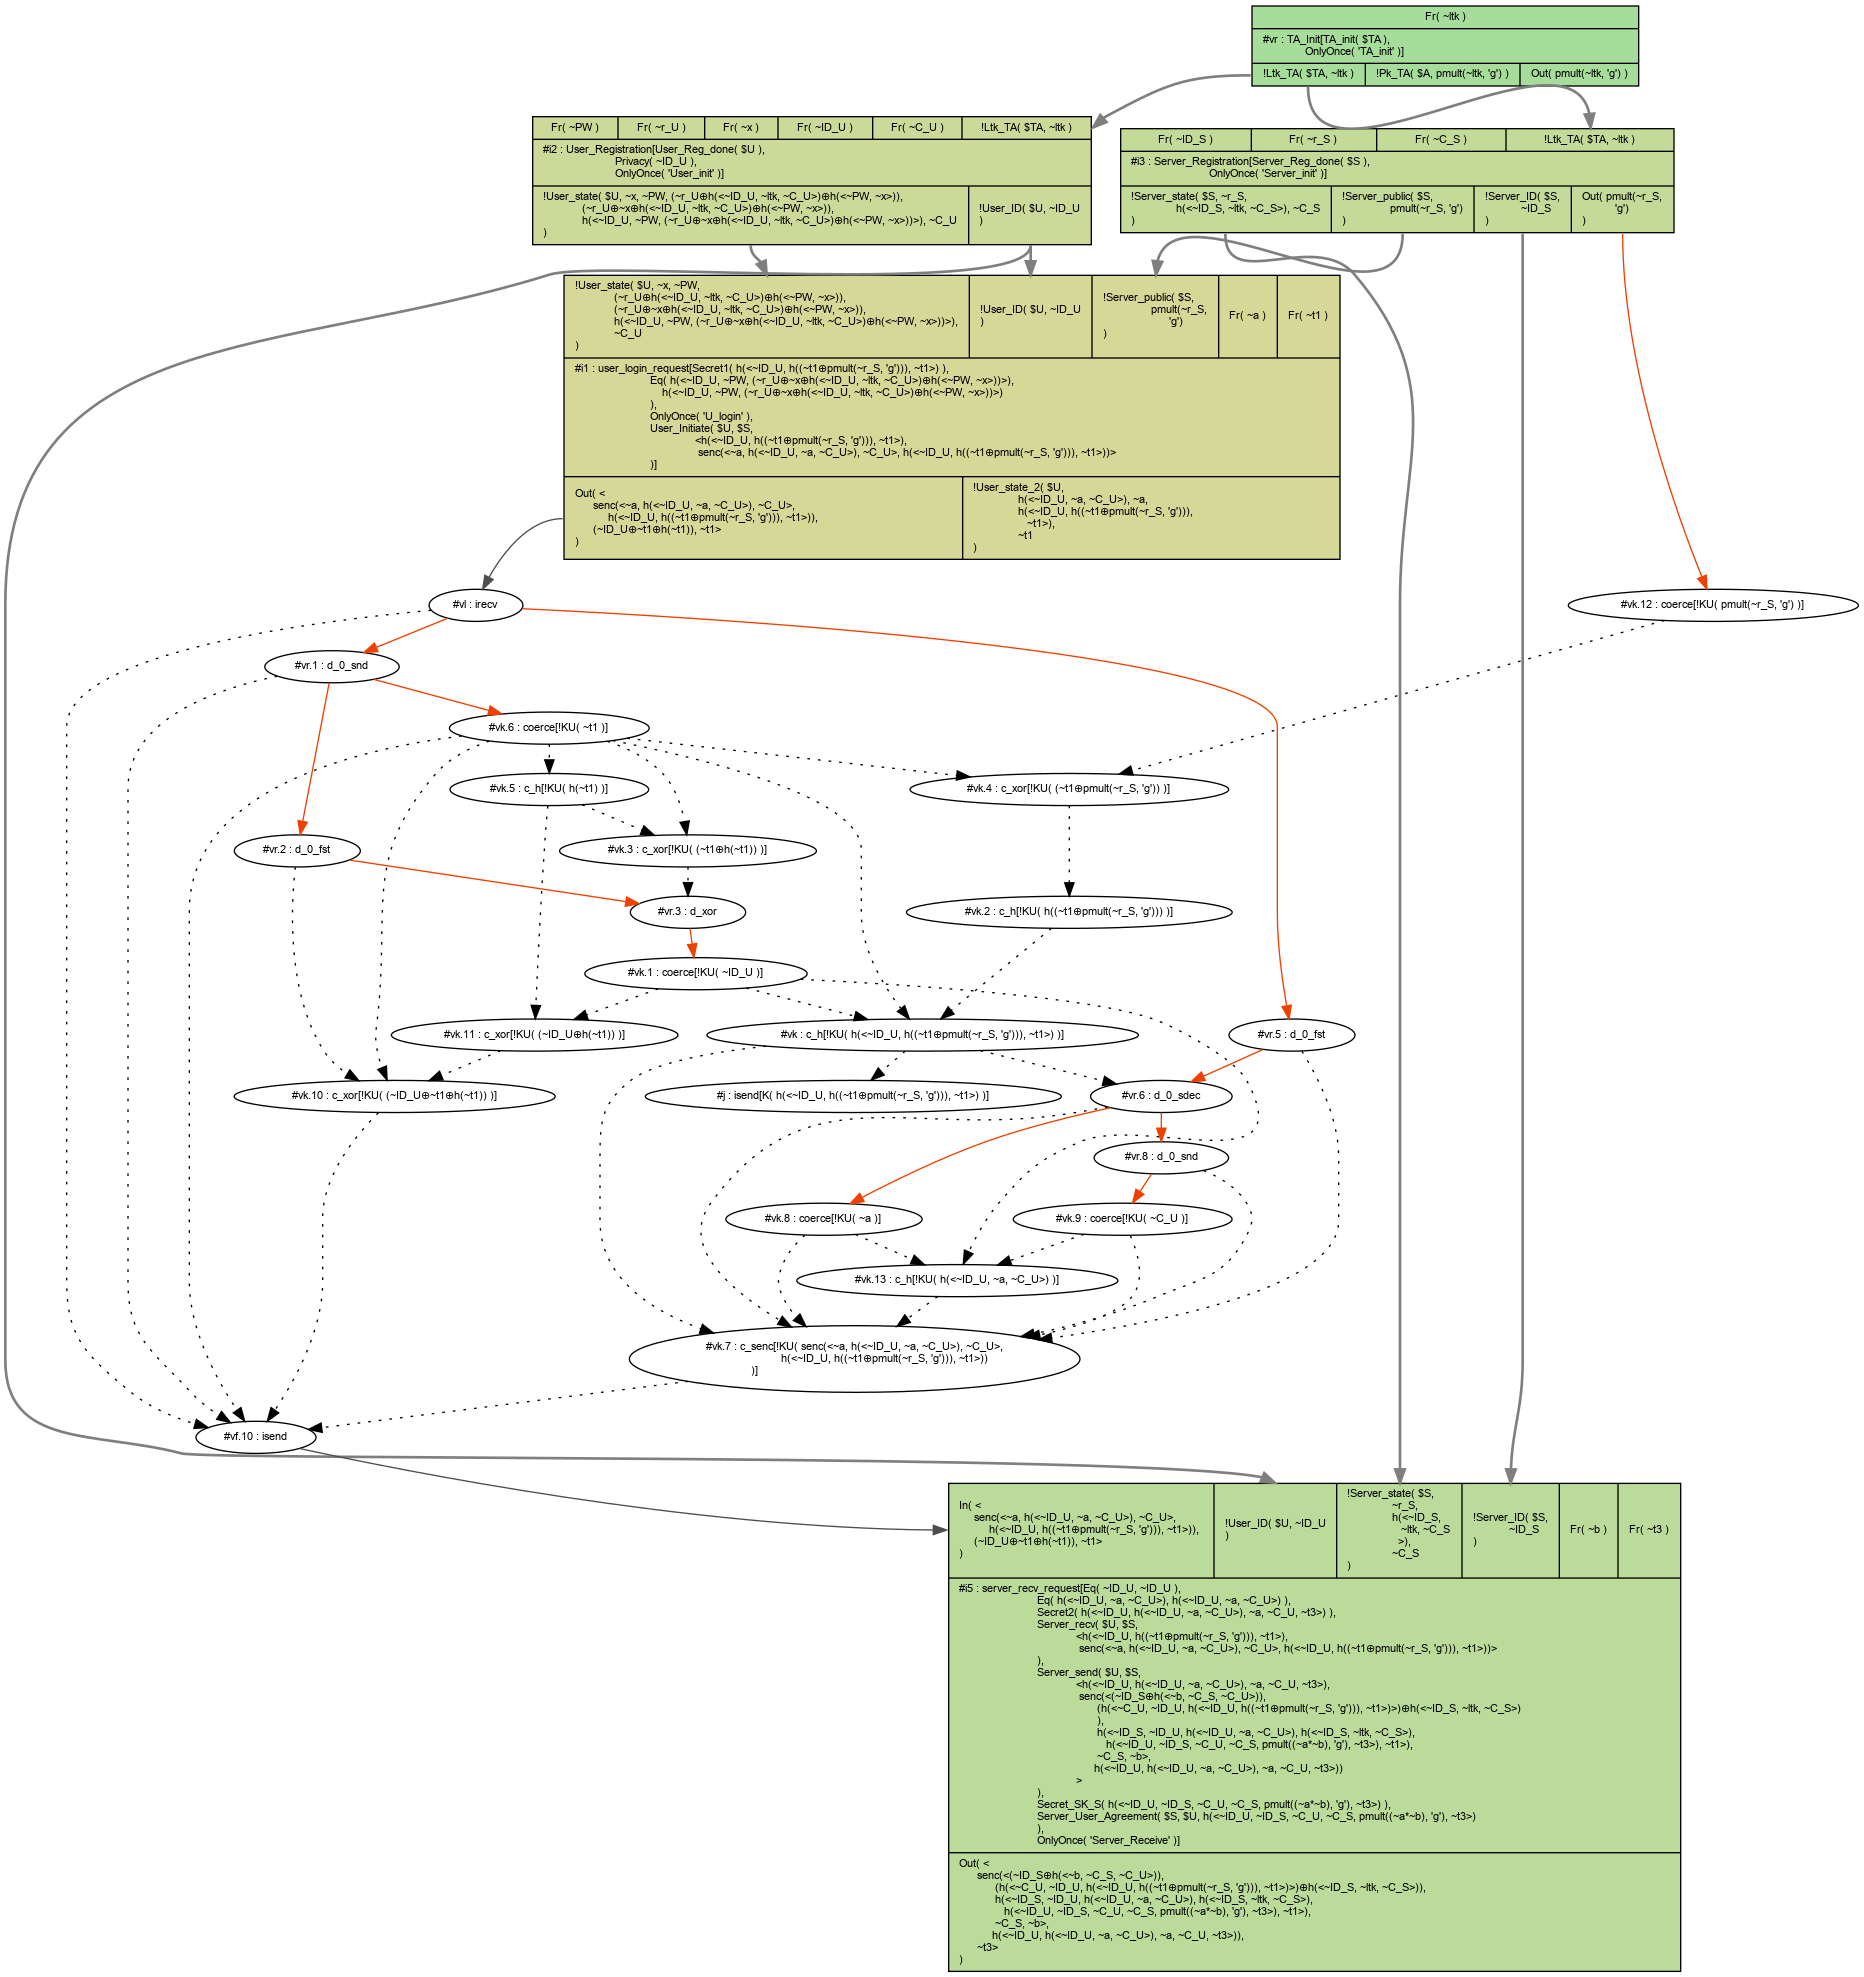 Fr( ~ltk )
#vr : TA_Init[TA_init( $TA ),
OnlyOnce( 'TA_init' )]
!Ltk_TA( $TA, ~ltk )
!Pk_TA( $A, pmult(~ltk, 'g') )
Out( pmult(~ltk, 'g') )
Fr( ~PW )
Fr( ~r_U )
Fr( ~x )
Fr( ~ID_U )
Fr( ~C_U )
!Ltk_TA( $TA, ~ltk )
#i2 : User_Registration[User_Reg_done( $U ),
Privacy( ~ID_U ),
OnlyOnce( 'User_init' )]
!User_state( $U, ~x, ~PW, (~r_U⊕h(<~ID_U, ~ltk, ~C_U>)⊕h(<~PW, ~x>)),
(~r_U⊕~x⊕h(<~ID_U, ~ltk, ~C_U>)⊕h(<~PW, ~x>)),
h(<~ID_U, ~PW, (~r_U⊕~x⊕h(<~ID_U, ~ltk, ~C_U>)⊕h(<~PW, ~x>))>), ~C_U
)
!User_ID( $U, ~ID_U
)
Fr( ~ID_S )
Fr( ~r_S )
Fr( ~C_S )
!Ltk_TA( $TA, ~ltk )
#i3 : Server_Registration[Server_Reg_done( $S ),
OnlyOnce( 'Server_init' )]
!Server_state( $S, ~r_S,
h(<~ID_S, ~ltk, ~C_S>), ~C_S
)
!Server_public( $S,
pmult(~r_S, 'g')
)
!Server_ID( $S,
~ID_S
)
Out( pmult(~r_S,
'g')
)
!User_state( $U, ~x, ~PW,
(~r_U⊕h(<~ID_U, ~ltk, ~C_U>)⊕h(<~PW, ~x>)),
(~r_U⊕~x⊕h(<~ID_U, ~ltk, ~C_U>)⊕h(<~PW, ~x>)),
h(<~ID_U, ~PW, (~r_U⊕~x⊕h(<~ID_U, ~ltk, ~C_U>)⊕h(<~PW, ~x>))>),
~C_U
)
!User_ID( $U, ~ID_U
)
!Server_public( $S,
pmult(~r_S,
'g')
)
Fr( ~a )
Fr( ~t1 )
#i1 : user_login_request[Secret1( h(<~ID_U, h((~t1⊕pmult(~r_S, 'g'))), ~t1>) ),
Eq( h(<~ID_U, ~PW, (~r_U⊕~x⊕h(<~ID_U, ~ltk, ~C_U>)⊕h(<~PW, ~x>))>),
h(<~ID_U, ~PW, (~r_U⊕~x⊕h(<~ID_U, ~ltk, ~C_U>)⊕h(<~PW, ~x>))>)
),
OnlyOnce( 'U_login' ),
User_Initiate( $U, $S,
<h(<~ID_U, h((~t1⊕pmult(~r_S, 'g'))), ~t1>),
senc(<~a, h(<~ID_U, ~a, ~C_U>), ~C_U>, h(<~ID_U, h((~t1⊕pmult(~r_S, 'g'))), ~t1>))>
)]
Out( <
senc(<~a, h(<~ID_U, ~a, ~C_U>), ~C_U>,
h(<~ID_U, h((~t1⊕pmult(~r_S, 'g'))), ~t1>)),
(~ID_U⊕~t1⊕h(~t1)), ~t1>
)
!User_state_2( $U,
h(<~ID_U, ~a, ~C_U>), ~a,
h(<~ID_U, h((~t1⊕pmult(~r_S, 'g'))),
~t1>),
~t1
)
#vl : irecv
#vk.12 : coerce[!KU( pmult(~r_S, 'g') )]
#vr.1 : d_0_snd
#vk.6 : coerce[!KU( ~t1 )]
#vk.5 : c_h[!KU( h(~t1) )]
#vk.4 : c_xor[!KU( (~t1⊕pmult(~r_S, 'g')) )]
#vr.2 : d_0_fst
#vk.3 : c_xor[!KU( (~t1⊕h(~t1)) )]
#vr.3 : d_xor
#vk.2 : c_h[!KU( h((~t1⊕pmult(~r_S, 'g'))) )]
#vk.1 : coerce[!KU( ~ID_U )]
#vk.11 : c_xor[!KU( (~ID_U⊕h(~t1)) )]
#vk : c_h[!KU( h(<~ID_U, h((~t1⊕pmult(~r_S, 'g'))), ~t1>) )]
#vr.5 : d_0_fst
#vk.10 : c_xor[!KU( (~ID_U⊕~t1⊕h(~t1)) )]
#j : isend[K( h(<~ID_U, h((~t1⊕pmult(~r_S, 'g'))), ~t1>) )]
#vr.6 : d_0_sdec
#vr.8 : d_0_snd
#vk.8 : coerce[!KU( ~a )]
#vk.9 : coerce[!KU( ~C_U )]
#vk.13 : c_h[!KU( h(<~ID_U, ~a, ~C_U>) )]
#vk.7 : c_senc[!KU( senc(<~a, h(<~ID_U, ~a, ~C_U>), ~C_U>,
h(<~ID_U, h((~t1⊕pmult(~r_S, 'g'))), ~t1>))
)]
#vf.10 : isend
In( <
senc(<~a, h(<~ID_U, ~a, ~C_U>), ~C_U>,
h(<~ID_U, h((~t1⊕pmult(~r_S, 'g'))), ~t1>)),
(~ID_U⊕~t1⊕h(~t1)), ~t1>
)
!User_ID( $U, ~ID_U
)
!Server_state( $S,
~r_S,
h(<~ID_S,
~ltk, ~C_S
>),
~C_S
)
!Server_ID( $S,
~ID_S
)
Fr( ~b )
Fr( ~t3 )
#i5 : server_recv_request[Eq( ~ID_U, ~ID_U ),
Eq( h(<~ID_U, ~a, ~C_U>), h(<~ID_U, ~a, ~C_U>) ),
Secret2( h(<~ID_U, h(<~ID_U, ~a, ~C_U>), ~a, ~C_U, ~t3>) ),
Server_recv( $U, $S,
<h(<~ID_U, h((~t1⊕pmult(~r_S, 'g'))), ~t1>),
senc(<~a, h(<~ID_U, ~a, ~C_U>), ~C_U>, h(<~ID_U, h((~t1⊕pmult(~r_S, 'g'))), ~t1>))>
),
Server_send( $U, $S,
<h(<~ID_U, h(<~ID_U, ~a, ~C_U>), ~a, ~C_U, ~t3>),
senc(<(~ID_S⊕h(<~b, ~C_S, ~C_U>)),
(h(<~C_U, ~ID_U, h(<~ID_U, h((~t1⊕pmult(~r_S, 'g'))), ~t1>)>)⊕h(<~ID_S, ~ltk, ~C_S>)
),
h(<~ID_S, ~ID_U, h(<~ID_U, ~a, ~C_U>), h(<~ID_S, ~ltk, ~C_S>),
h(<~ID_U, ~ID_S, ~C_U, ~C_S, pmult((~a*~b), 'g'), ~t3>), ~t1>),
~C_S, ~b>,
h(<~ID_U, h(<~ID_U, ~a, ~C_U>), ~a, ~C_U, ~t3>))
>
),
Secret_SK_S( h(<~ID_U, ~ID_S, ~C_U, ~C_S, pmult((~a*~b), 'g'), ~t3>) ),
Server_User_Agreement( $S, $U, h(<~ID_U, ~ID_S, ~C_U, ~C_S, pmult((~a*~b), 'g'), ~t3>)
),
OnlyOnce( 'Server_Receive' )]
Out( <
senc(<(~ID_S⊕h(<~b, ~C_S, ~C_U>)),
(h(<~C_U, ~ID_U, h(<~ID_U, h((~t1⊕pmult(~r_S, 'g'))), ~t1>)>)⊕h(<~ID_S, ~ltk, ~C_S>)),
h(<~ID_S, ~ID_U, h(<~ID_U, ~a, ~C_U>), h(<~ID_S, ~ltk, ~C_S>),
h(<~ID_U, ~ID_S, ~C_U, ~C_S, pmult((~a*~b), 'g'), ~t3>), ~t1>),
~C_S, ~b>,
h(<~ID_U, h(<~ID_U, ~a, ~C_U>), ~a, ~C_U, ~t3>)),
~t3>
)